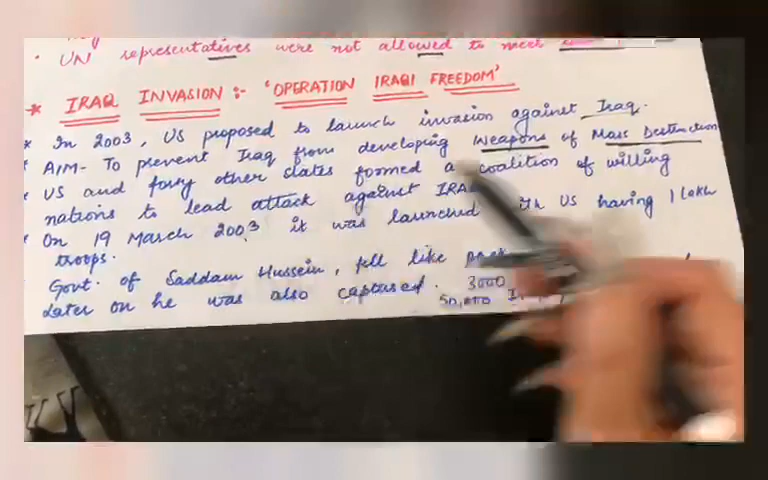 UN representatives were not allowed to meet
* IRAQ INVASION :- 'OPERATION IRAQI FREEDOM'
* In 2003, US proposed to launch invasion against Iraq.
* AIM- To prevent Iraq from developing Weapons of Mass Destruction
US and forty other states formed a coalition of willing
nations to lead attack against IRAQ
On 19 March 2003 it was launched with US having 1 lakh
troops.
Govt. of Saddam Hussein, fell like
Later on he was also captured. 3000
50,000